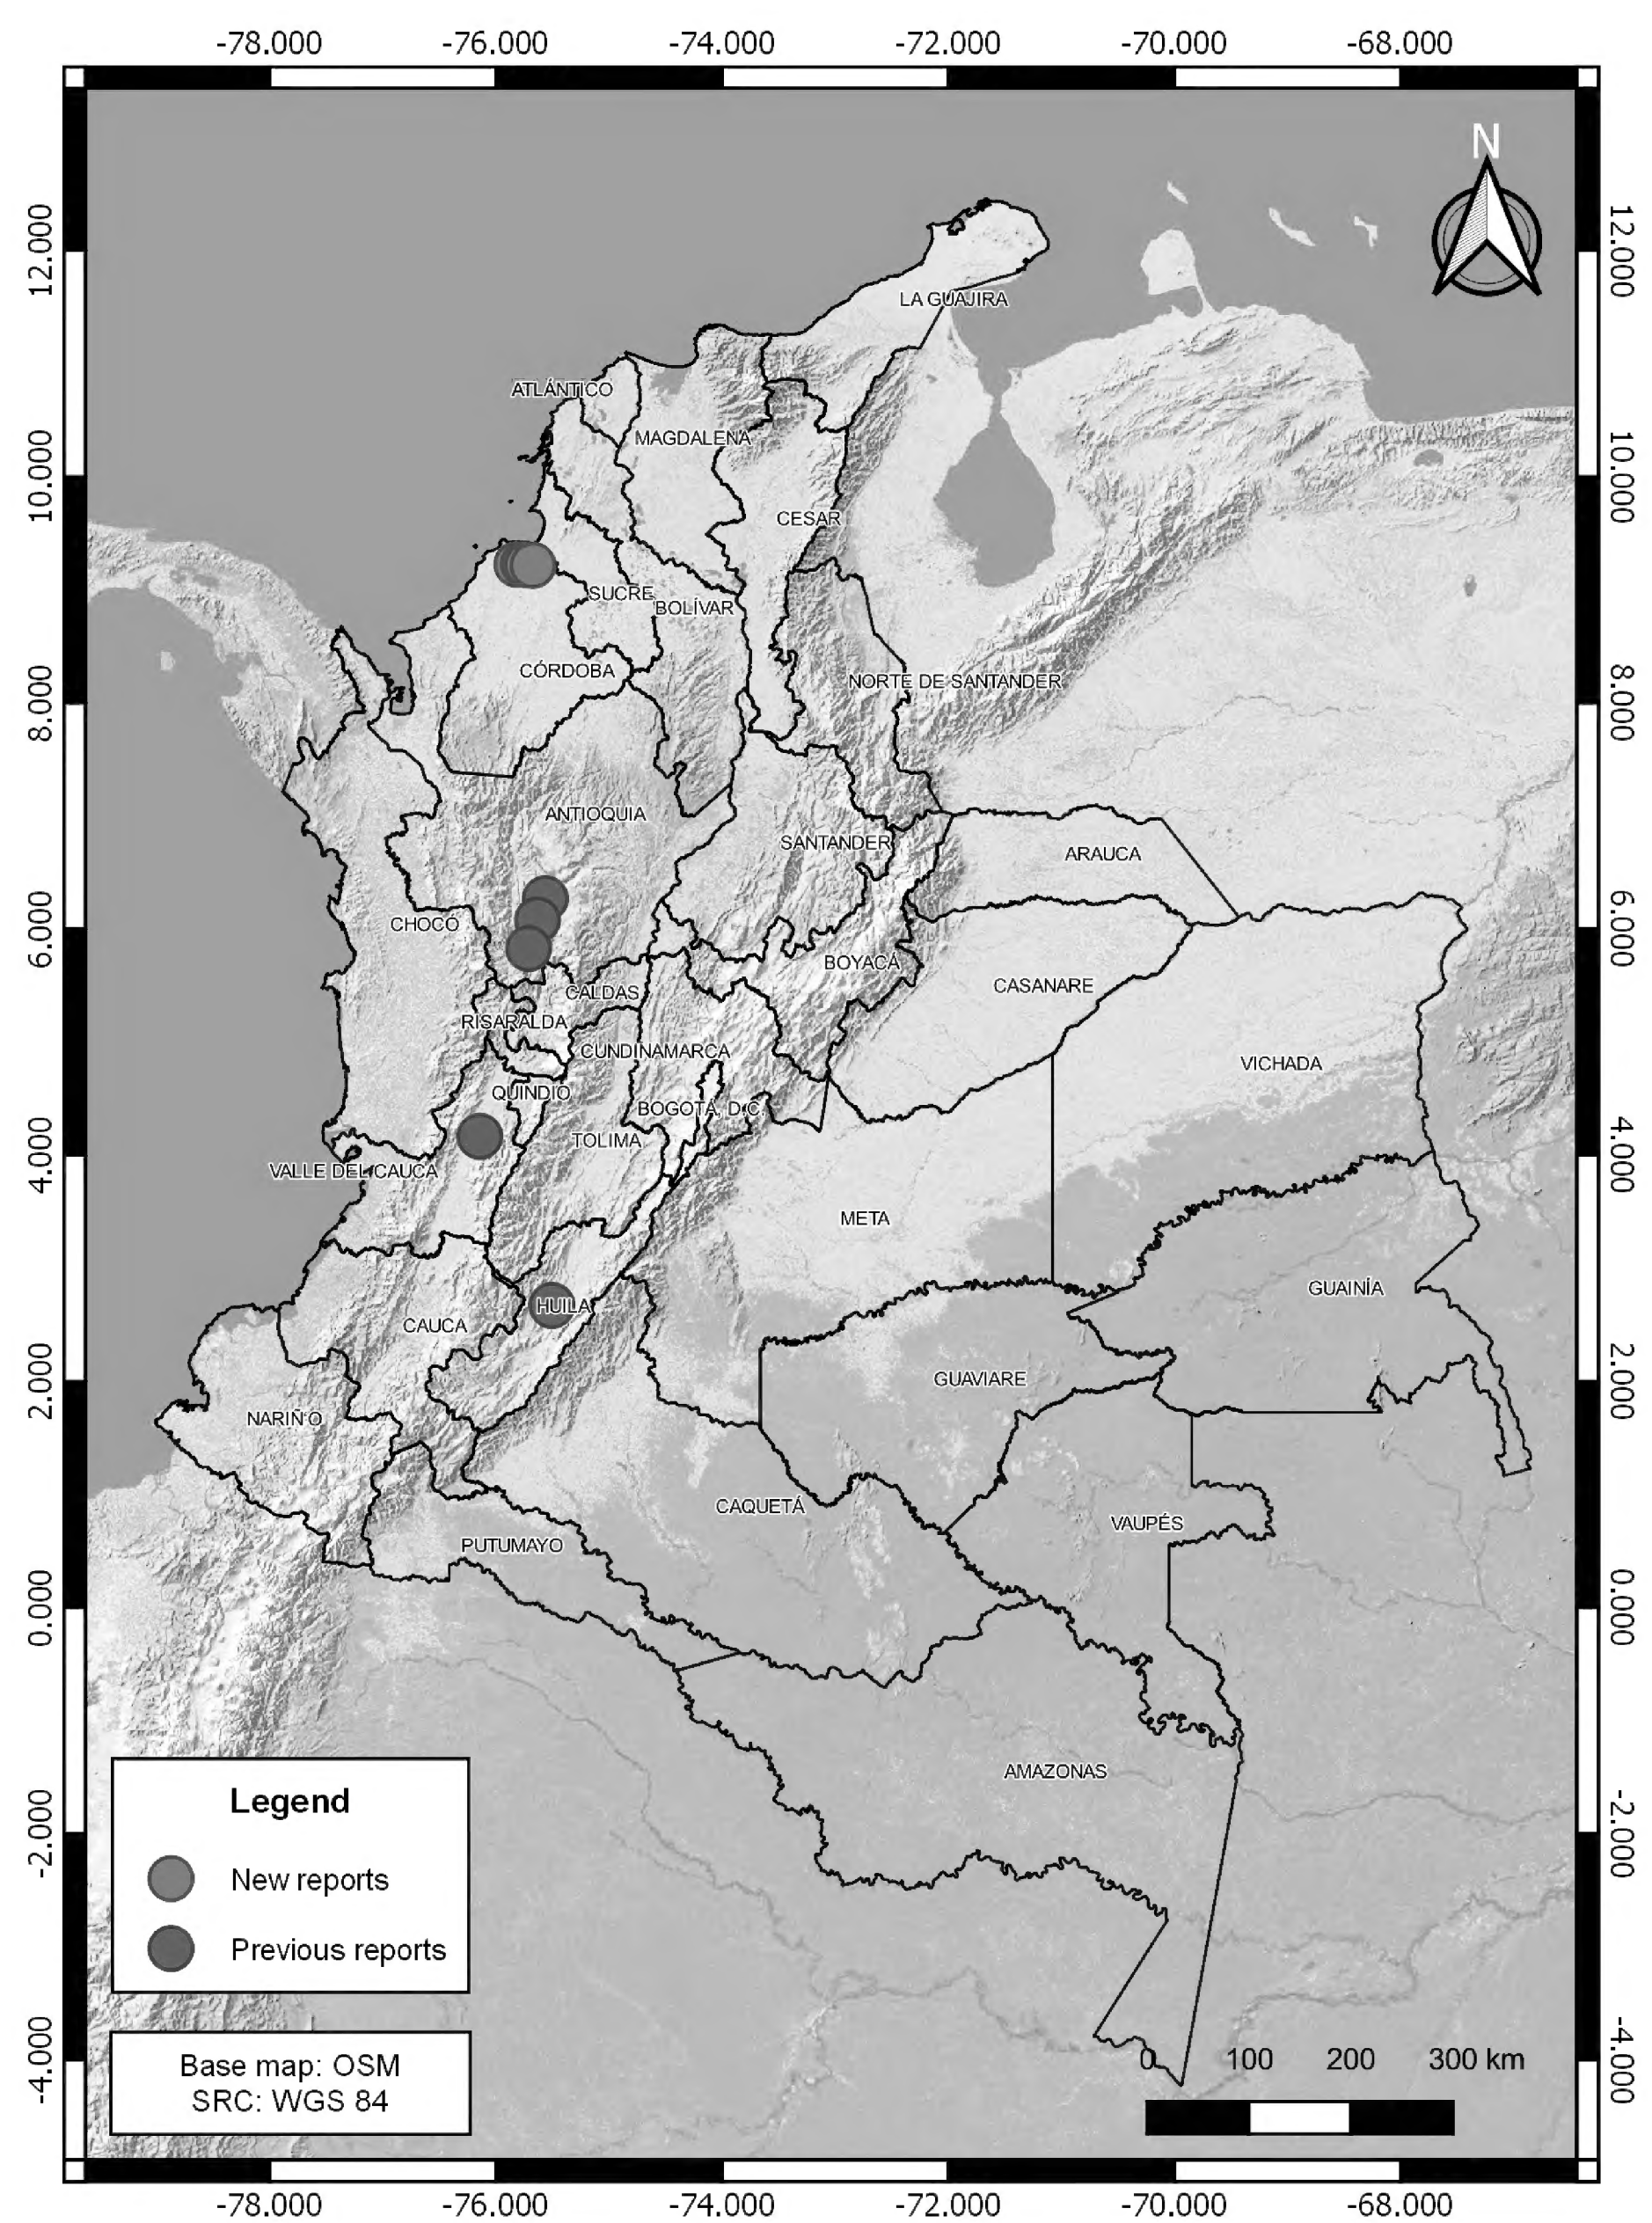 -78.000 -76.000 -74.000 -72.000 -70.000 -68.000
N
12.000 12.000
LA GUAJIRA
ATLÁNTICO
MAGDALENA
10.000 10.000
CESAR
SUCRE
BOLÍVAR
CÓRDOBA
NORTE DE SANTANDER
8.000 8.000
ANTIOQUIA
SANTANDER
ARAUCA
CHOCÓ
6.000 6.000
BOYACÁ
CASANARE
CALDAS
RISARALDA
CUNDINAMARCA
VICHADA
QUINDIO
BOGOTÁ, D.C.
TOLIMA
4.000 4.000
VALLE DEL CAUCA
META
GUAINÍA
HUILA
CAUCA
2.000 2.000
GUAVIARE
NARIÑO
CAQUETÁ
VAUPÉS
PUTUMAYO
0.000 0.000
AMAZONAS
Legend
-2.000 -2.000
New reports
Previous reports
Base map: OSM
SRC: WGS 84
-4.000 -4.000
0 100 200 300 km
-78.000 -76.000 -74.000 -72.000 -70.000 -68.000